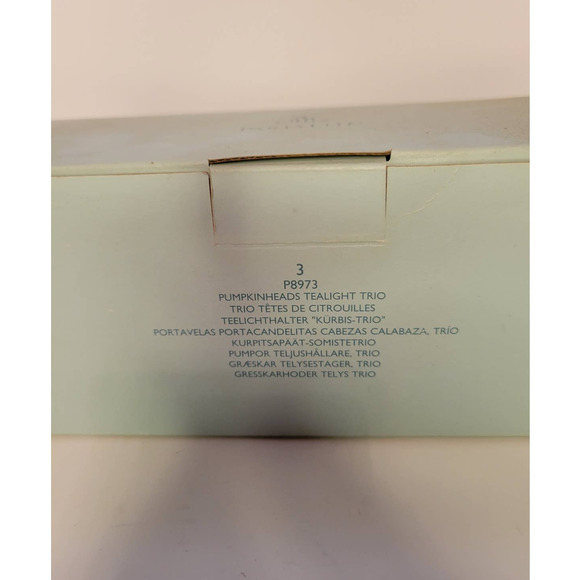 3
P8973
PUMPKINHEADS TEALIGHT TRIO
TRIO TÊTES DE CITROUILLES
TEELICHTHALTER "KÜRBIS-TRIO"
PORTAVELAS PORTACANDELITAS CABEZAS CALABAZA, TRÍO
KURPITSAPÄÄT-SOMISTETRIO
PUMPOR TELJUSHÅLLARE, TRIO
GRÆSKAR TELYSESTAGER, TRIO
GRESSKARHODER TELYS TRIO